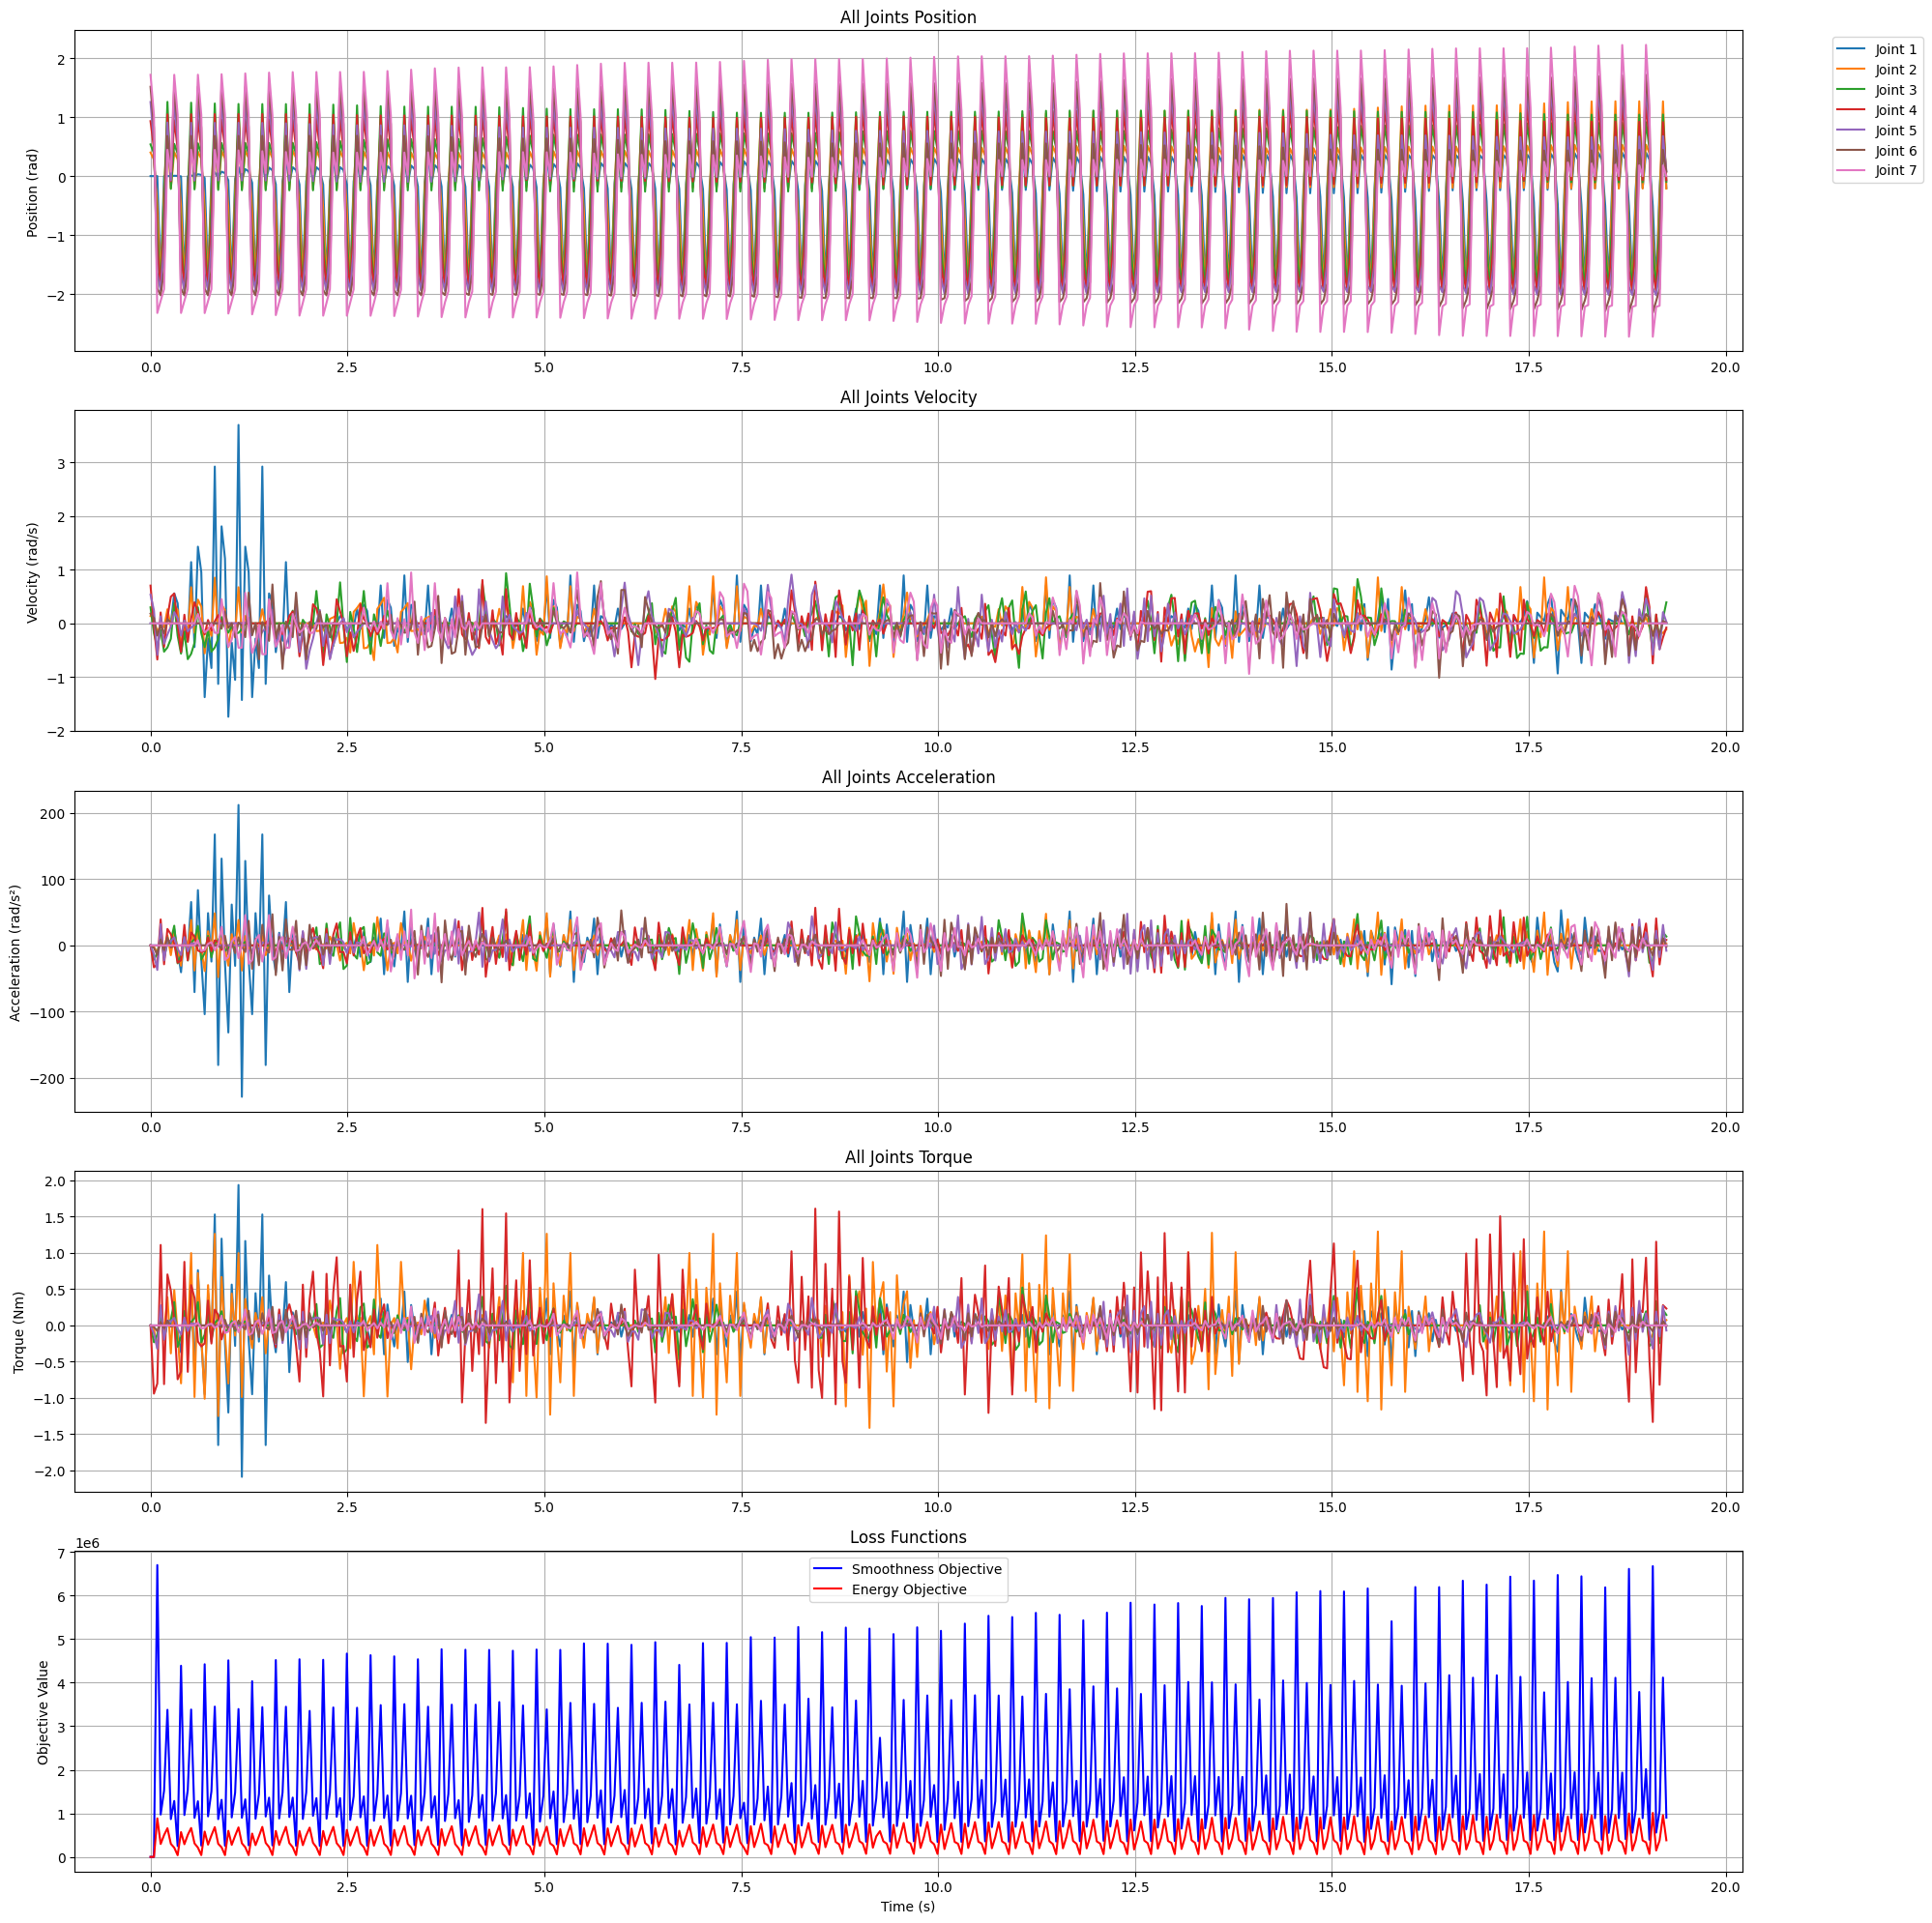 All Joints Position
Position (rad)
2
1
0
−1
−2
0.0 2.5 5.0 7.5 10.0 12.5 15.0 17.5 20.0
Joint 1
Joint 2
Joint 3
Joint 4
Joint 5
Joint 6
Joint 7
All Joints Velocity
Velocity (rad/s)
3
2
1
0
−1
−2
0.0 2.5 5.0 7.5 10.0 12.5 15.0 17.5 20.0
All Joints Acceleration
Acceleration (rad/s²)
200
100
0
−100
−200
0.0 2.5 5.0 7.5 10.0 12.5 15.0 17.5 20.0
All Joints Torque
Torque (Nm)
2.0
1.5
1.0
0.5
0.0
−0.5
−1.0
−1.5
−2.0
0.0 2.5 5.0 7.5 10.0 12.5 15.0 17.5 20.0
Loss Functions
1e6
Objective Value
7
6
5
4
3
2
1
0
Smoothness Objective
Energy Objective
0.0 2.5 5.0 7.5 10.0 12.5 15.0 17.5 20.0
Time (s)